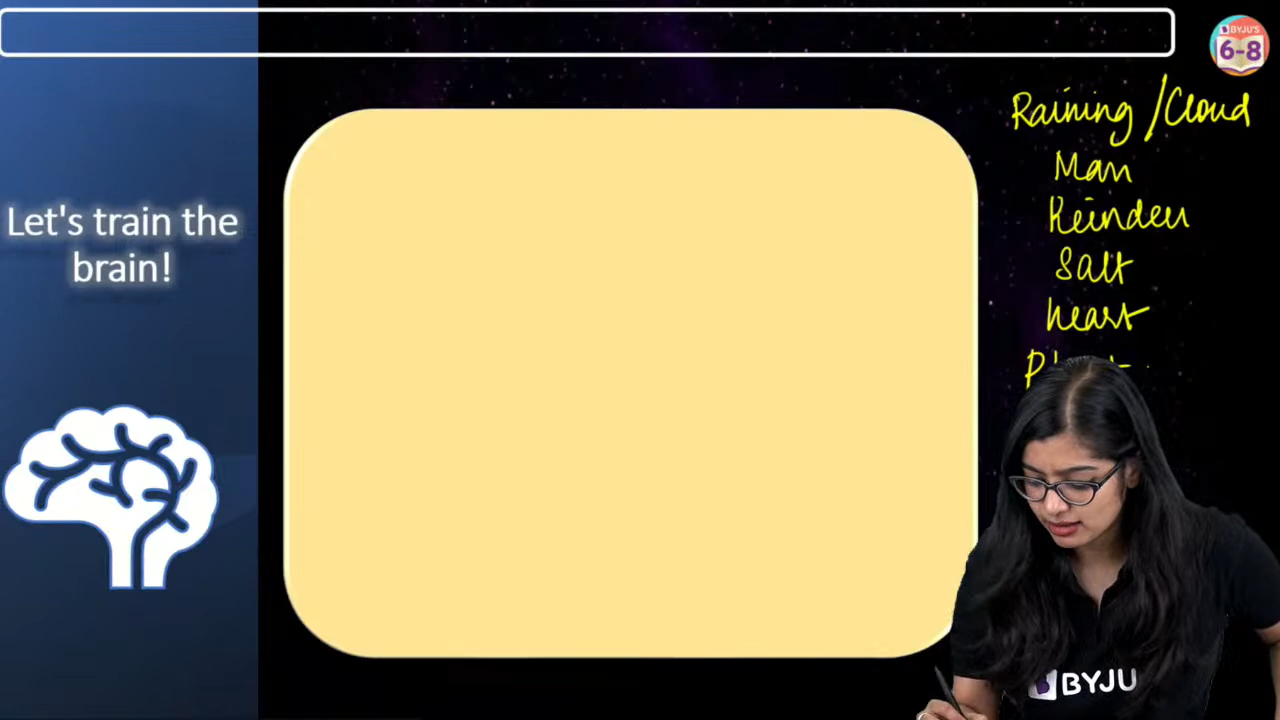 BYJU'S
6-8
Raining / Cloud
Man
Reindeer
Salt
heart
Let's train the
brain!
BYJU